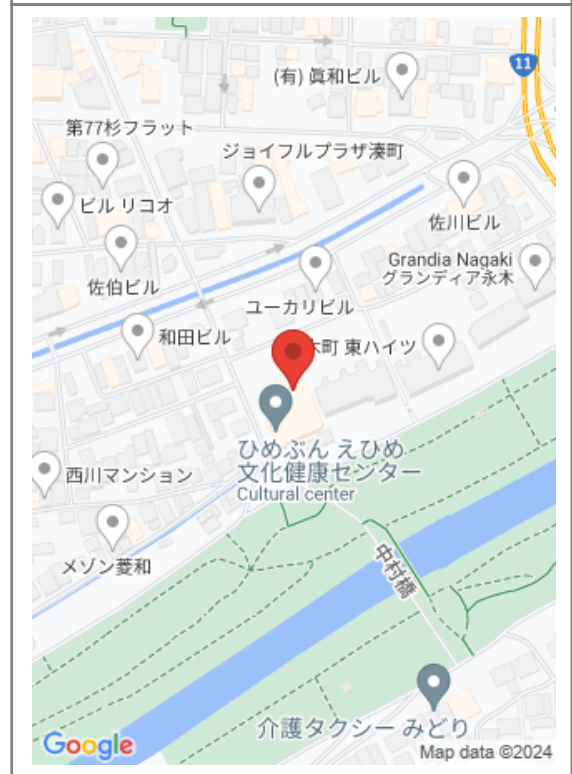 11
(有) 眞和ビル
第77杉フラット
ジョイフルプラザ湊町
ビル リコオ
佐川ビル
佐伯ビル
Grandia Nagaki
グランディア永木
ユーカリビル
和田ビル
町 東ハイツ
ひめぶん えひめ
文化健康センター
Cultural center
西川マンション
メゾン菱和
中村橋
介護タクシー みどり
Google
Map data ©2024